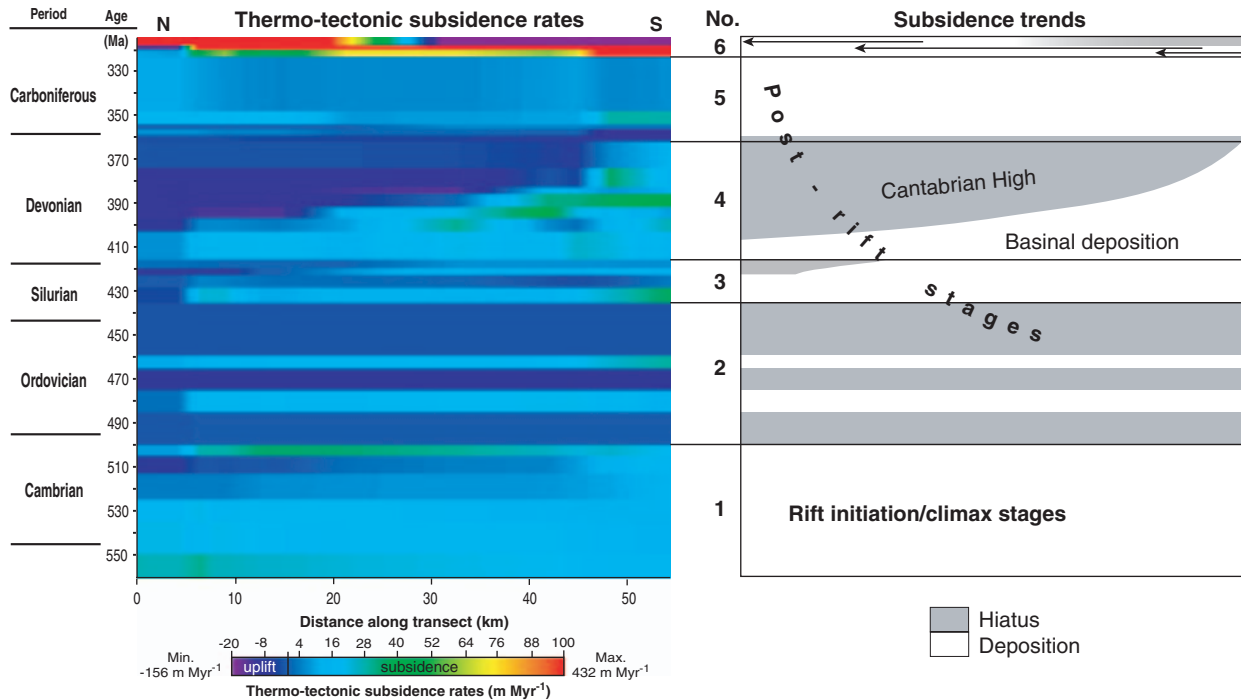 Period
Age
(Ma)
N
Thermo-tectonic subsidence rates
S
No.
Subsidence trends
Carboniferous
Devonian
Silurian
Ordovician
Cambrian
330
350
370
390
410
430
450
470
490
510
530
550
0 10 20 30 40 50
Distance along transect (km)
-20 -8 4 16 28 40 52 64 76 88 100
Min.
-156 m Myr-1
uplift
subsidence
Max.
432 m Myr-1
Thermo-tectonic subsidence rates (m Myr-1)
6
5
4
3
2
1
Post-rift stages
Cantabrian High
Basinal deposition
Rift initiation/climax stages
Hiatus
Deposition